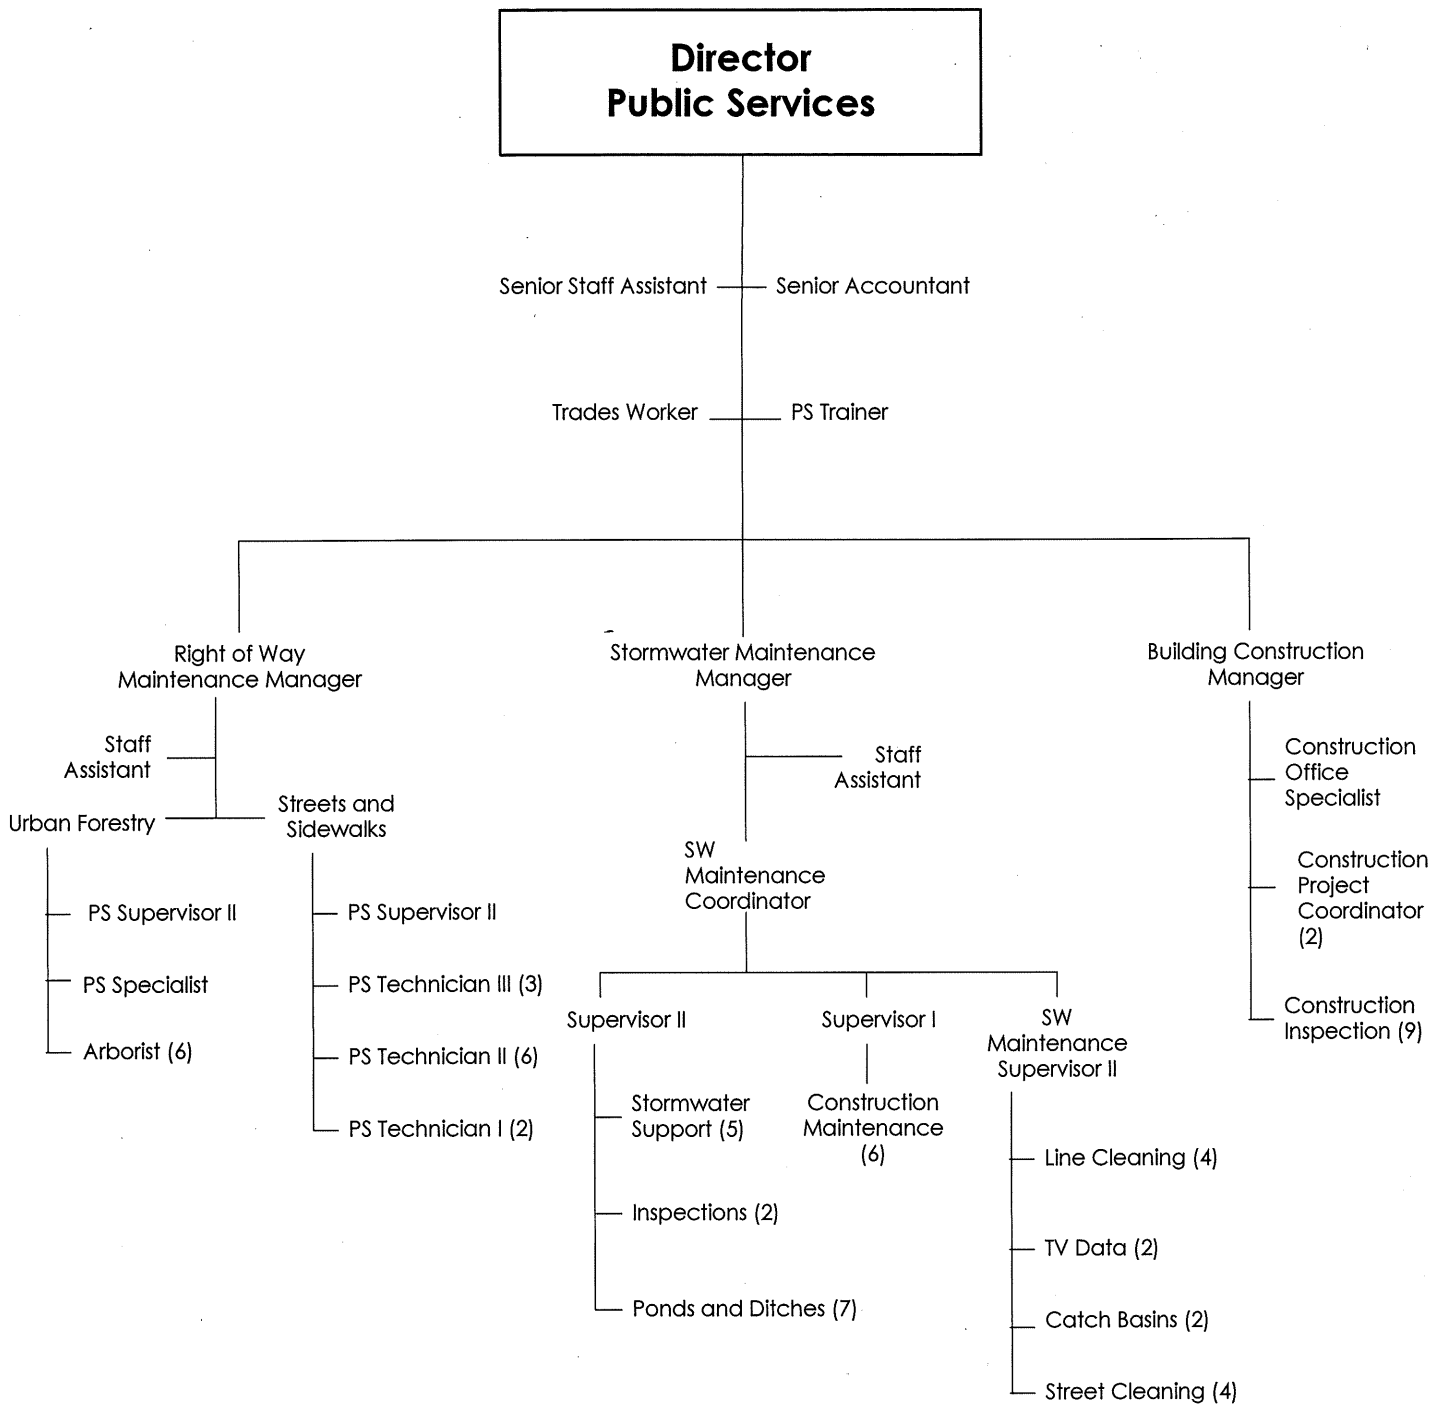 Director
Public Services
Senior Staff Assistant
Senior Accountant
Trades Worker
PS Trainer
Right of Way
Maintenance Manager
Staff
Assistant
Urban Forestry
PS Supervisor II
PS Specialist
Arborist (6)
Streets and
Sidewalks
PS Supervisor II
PS Technician III (3)
PS Technician II (6)
PS Technician I (2)
Stormwater Maintenance
Manager
Staff
Assistant
SW
Maintenance
Coordinator
Supervisor II
Stormwater
Support (5)
Inspections (2)
Ponds and Ditches (7)
Supervisor I
Construction
Maintenance
(6)
SW
Maintenance
Supervisor II
Line Cleaning (4)
TV Data (2)
Catch Basins (2)
Street Cleaning (4)
Building Construction
Manager
Construction
Office
Specialist
Construction
Project
Coordinator
(2)
Construction
Inspection (9)